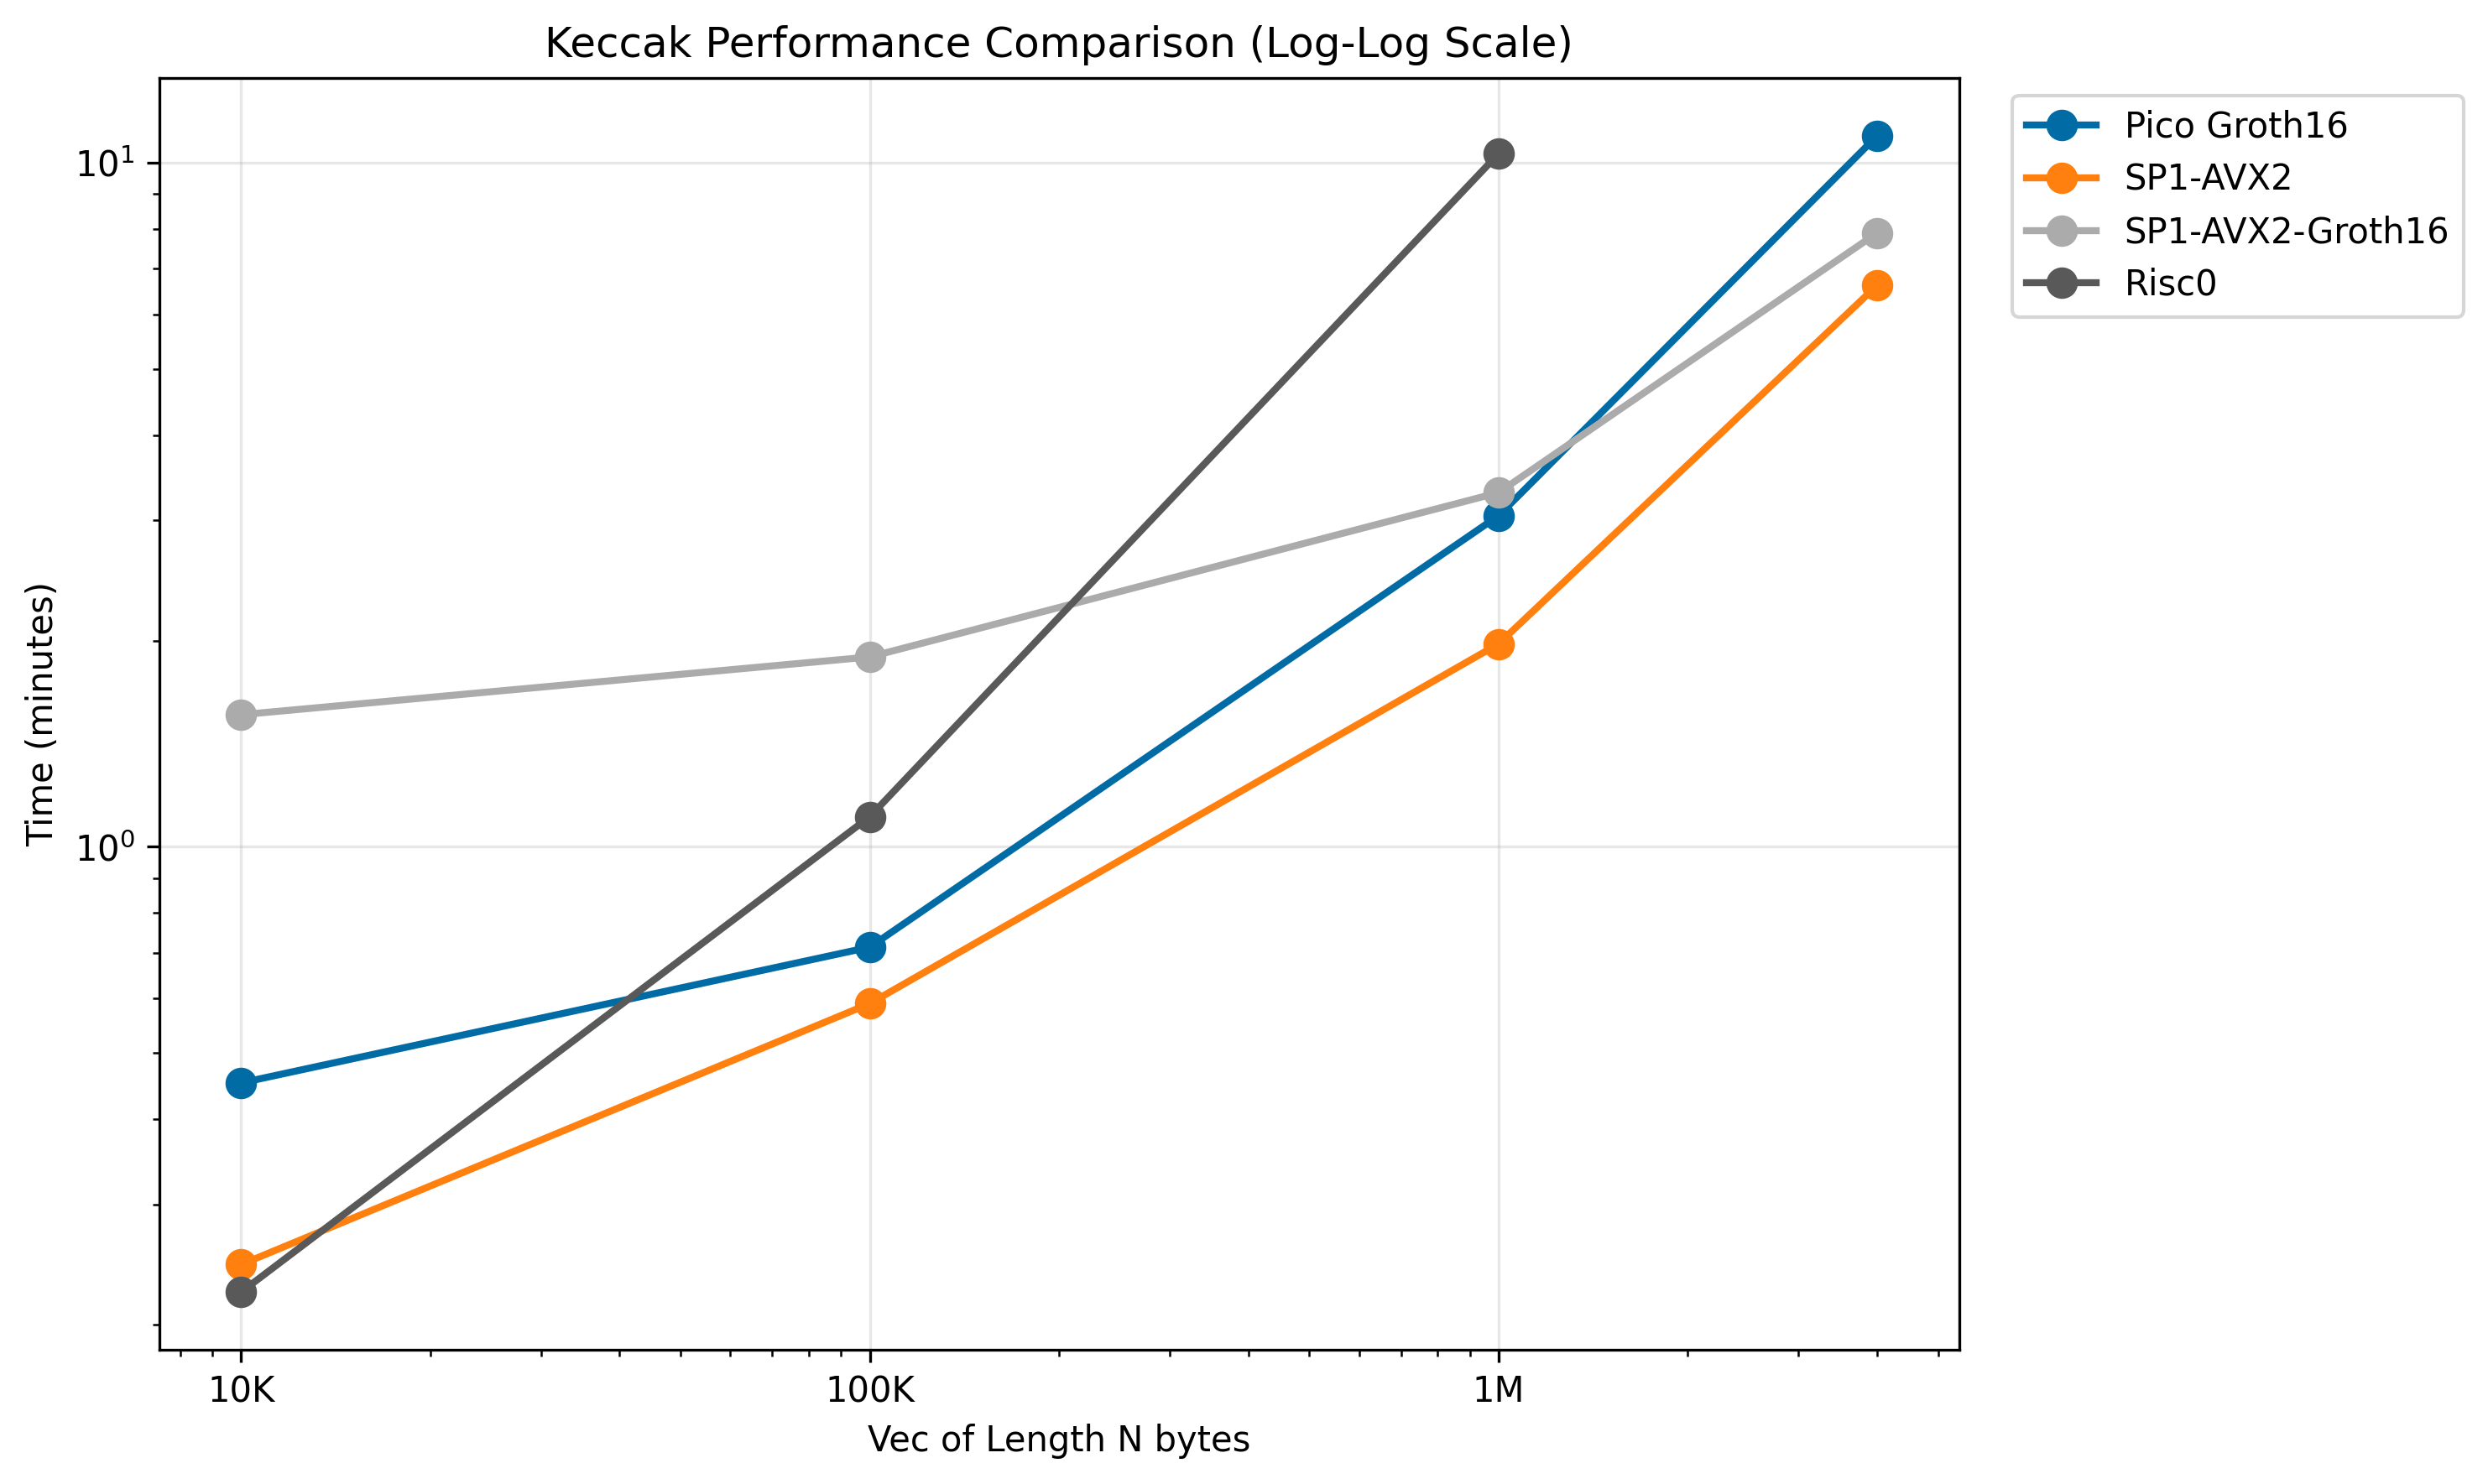 Keccak Performance Comparison (Log-Log Scale)
Pico Groth16
SP1-AVX2
SP1-AVX2-Groth16
Risc0
Time (minutes)
10¹
10⁰
10K 100K 1M
Vec of Length N bytes